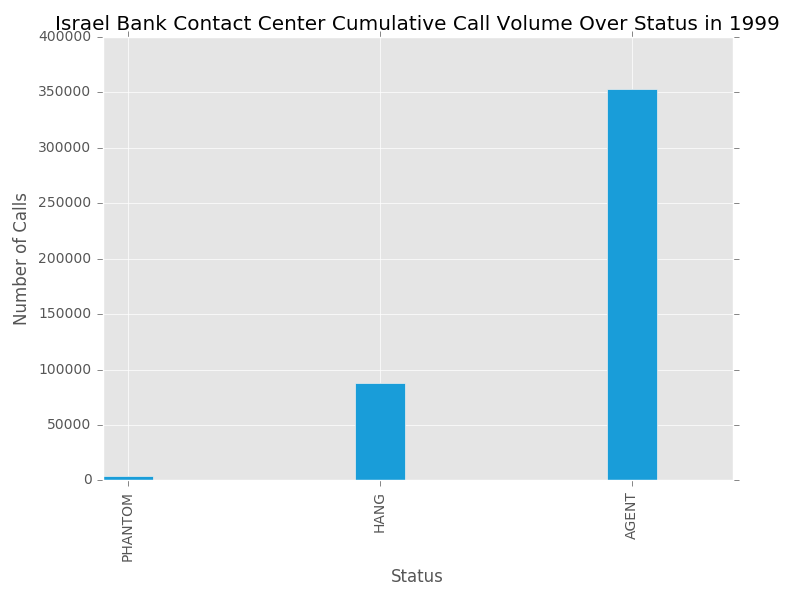 Israel Bank Contact Center Cumulative Call Volume Over Status in 1999
400000
350000
300000
250000
200000
150000
100000
50000
0
Number of Calls
PHANTOM
HANG
AGENT
Status